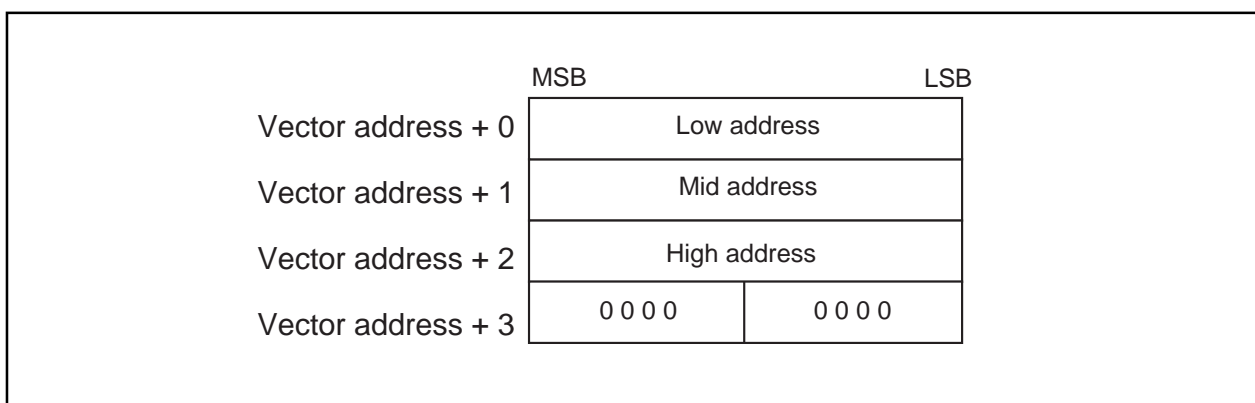 MSB LSB
Vector address + 0 Low address
Vector address + 1 Mid address
Vector address + 2 High address
Vector address + 3 0 0 0 0 0 0 0 0